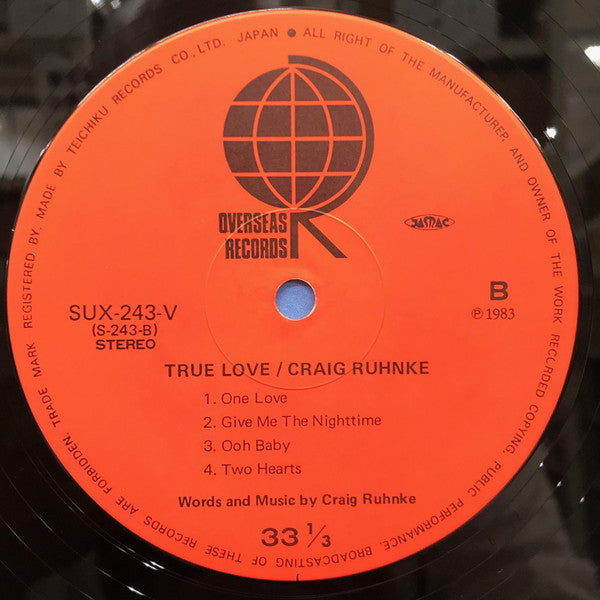 TRADE MARK REGISTERED BY. MADE BY TEICHIKU RECORDS CO., LTD. JAPAN ● ALL RIGHT OF THE MANUFACTURER, AND OWNER OF THE WORK RECORDED COPYING, PUBLIC PERFORMANCE, BROADCASTING OF THESE RECORDS ARE FORBIDDEN.
OVERSEAS
RECORDS
JASRAC
SUX-243-V
(S-243-B)
STEREO
B
Ⓟ 1983
TRUE LOVE / CRAIG RUHNKE
1. One Love
2. Give Me The Nighttime
3. Ooh Baby
4. Two Hearts
Words and Music by Craig Ruhnke
33 1/3